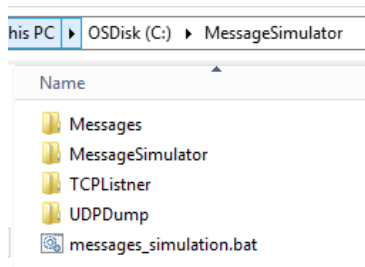 his PC ▸ OSDisk (C:) ▸ MessageSimulator
Name
Messages
MessageSimulator
TCPListner
UDPDump
messages_simulation.bat